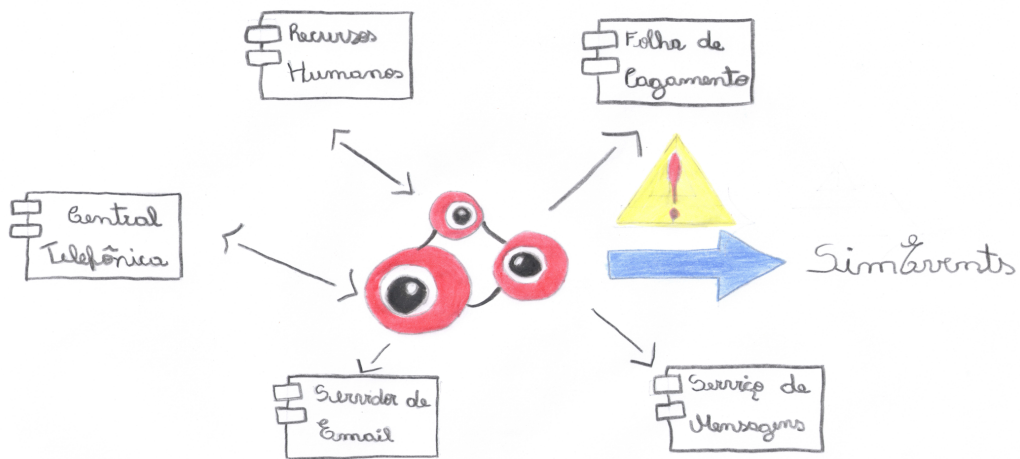 Recursos
Humanos
Folha de
Pagamento
Central
Telefônica
SimEvents
Servidor de
Email
Serviço de
Mensagens